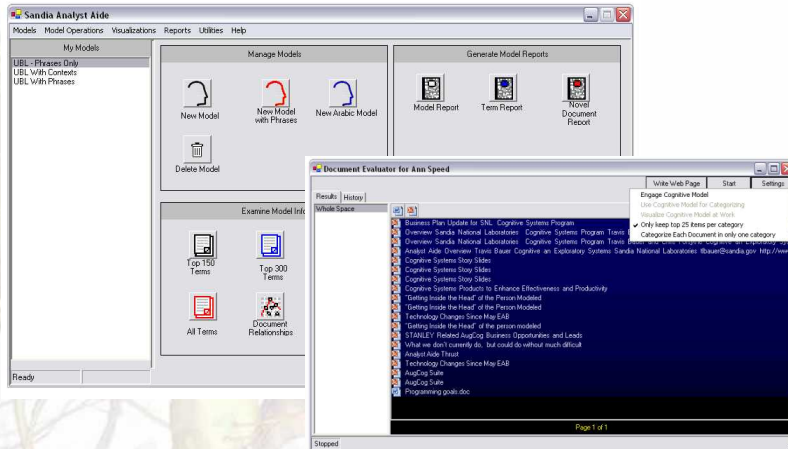 Sandia Analyst Aide
Models Model Operations Visualizations Reports Utilities Help
My Models
UBL - Phrases Only
UBL With Contexts
UBL With Phrases
Manage Models
New Model
New Model with Phrases
New Arabic Model
Delete Model
Generate Model Reports
Model Report
Term Report
Novel Document Report
Examine Model Info
Top 150 Terms
Top 300 Terms
All Terms
Document Relationships
Ready
Document Evaluator for Ann Speed
Write Web Page Start Settings
Engage Cognitive Model
Use Cognitive Model for Categorizing
Visualize Cognitive Model at Work
Only keep top 25 items per category
Categorize Each Document in only one category
Results History
Whole Space
Business Plan Update for SNL Cognitive Systems Program
Overview Sandia National Laboratories Cognitive Systems Program Travis
Overview Sandia National Laboratories Cognitive Systems Program Travis
Analyst Aide Overview Travis Bauer Cognitive an Exploratory Systems Sandia National Laboratories tlbauer@sandia.gov http://www
Cognitive Systems Story Slides
Cognitive Systems Story Slides
Cognitive Systems Products to Enhance Effectiveness and Productivity
"Getting Inside the Head" of the Person Modeled
"Getting Inside the Head" of the Person Modeled
Technology Changes Since May EAB
"Getting Inside the Head" of the person modeled
STANLEY Related AugCog Business Opportunities and Leads
What we don't currently do, but could do without much difficult
Analyst Aide Thrust
Technology Changes Since May EAB
AugCog Suite
AugCog Suite
Programming goals.doc
Page 1 of 1
Stopped